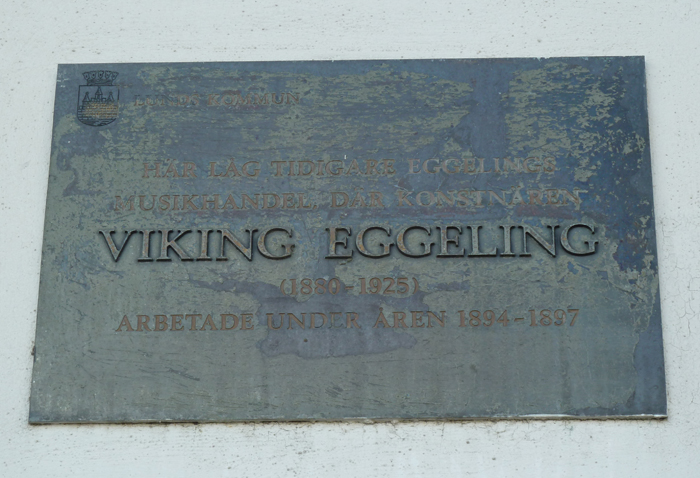 LUNDS KOMMUN
HÄR LÅG TIDIGARE EGGELINGS
MUSIKHANDEL, DÄR KONSTNÄREN
VIKING EGGELING
(1880-1925)
ARBETADE UNDER ÅREN 1894-1897